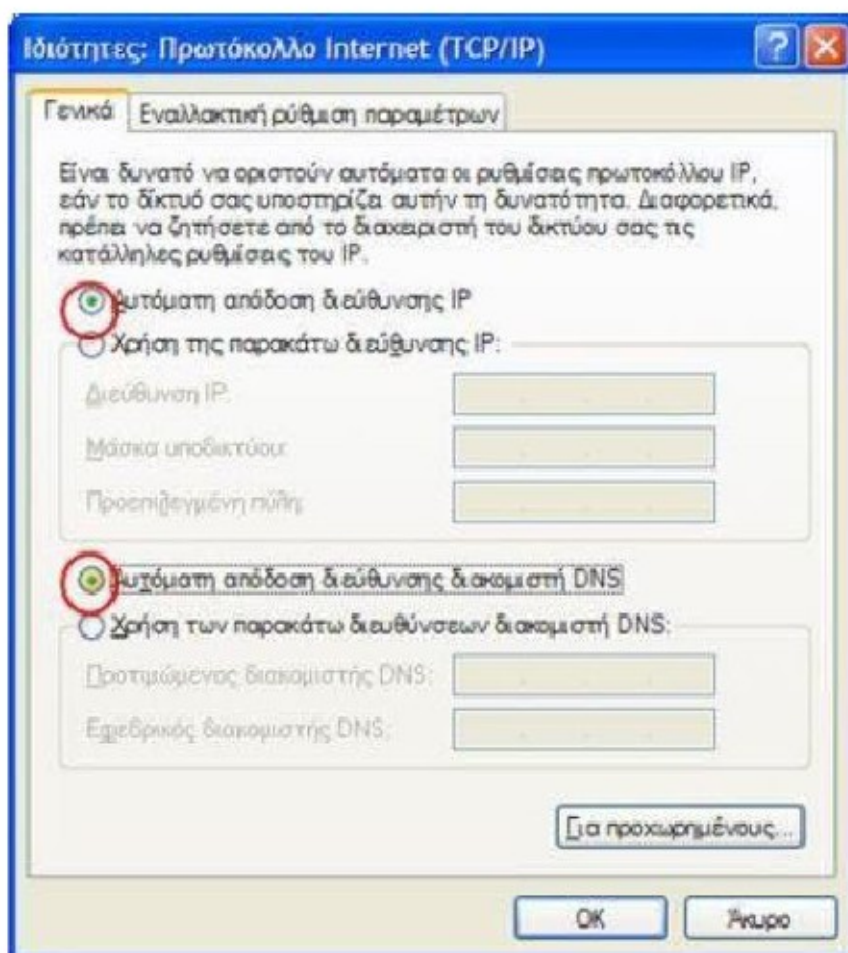 Ιδιότητες: Πρωτόκολλο Internet (TCP/IP)
Γενικά
Εναλλακτική ρύθμιση παραμέτρων
Είναι δυνατό να οριστούν αυτόματα οι ρυθμίσεις πρωτοκόλλου IP,
εάν το δίκτυό σας υποστηρίζει αυτήν τη δυνατότητα. Διαφορετικά,
πρέπει να ζητήσετε από το διαχειριστή του δικτύου σας τις
κατάλληλες ρυθμίσεις του IP.
Αυτόματη απόδοση διεύθυνσης IP
Χρήση της παρακάτω διεύθυνσης IP:
Διεύθυνση IP:
Μάσκα υποδικτύου:
Προεπιλεγμένη πύλη:
Αυτόματη απόδοση διεύθυνσης διακομιστή DNS
Χρήση των παρακάτω διευθύνσεων διακομιστή DNS:
Προτιμώμενος διακομιστής DNS:
Εφεδρικός διακομιστής DNS:
Για προχωρημένους...
OK
Άκυρο